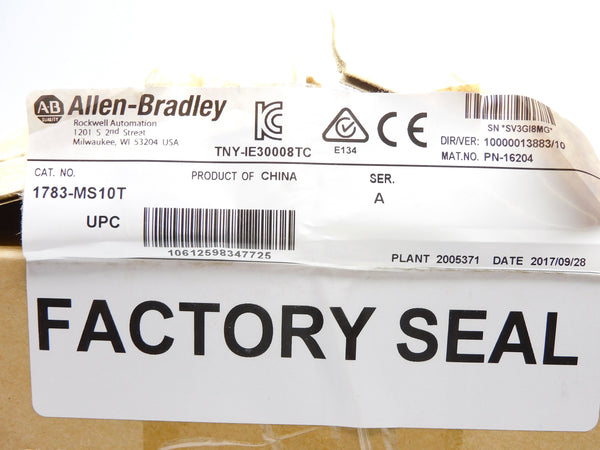 AB QUALITY Allen-Bradley
Rockwell Automation
1201 S 2nd Street
Milwaukee, WI 53204 USA
TNY-IE30008TC
E134
CE
SN *SV3GI8MG*
DIR/VER: 10000013883/10
MAT.NO. PN-16204
CAT. NO.
1783-MS10T
PRODUCT OF CHINA
SER.
A
UPC
10612598347725
PLANT 2005371 DATE 2017/09/28
FACTORY SEAL